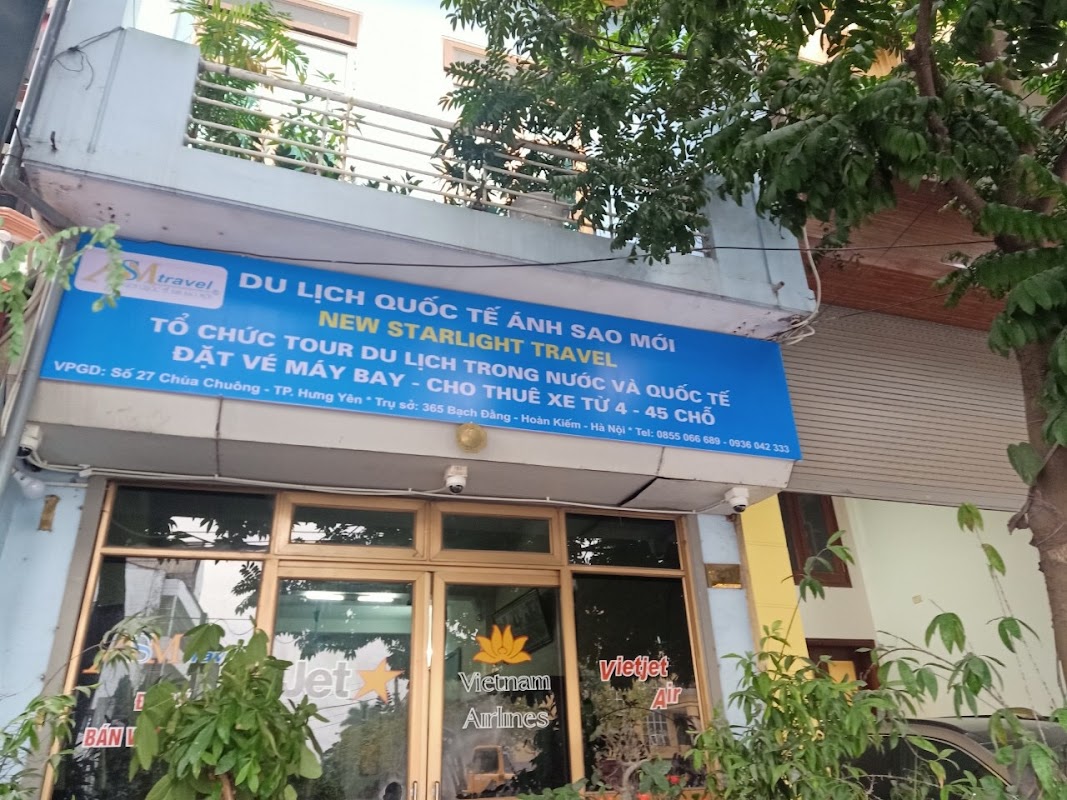 ASM travel
DU LỊCH QUỐC TẾ ÁNH SAO MỚI
NEW STARLIGHT TRAVEL
TỔ CHỨC TOUR DU LỊCH TRONG NƯỚC VÀ QUỐC TẾ
ĐẶT VÉ MÁY BAY - CHO THUÊ XE TỪ 4 - 45 CHỖ
VPGD: Số 27 Chùa Chuông - TP. Hưng Yên * Trụ sở: 365 Bạch Đằng - Hoàn Kiếm - Hà Nội * Tel: 0855 066 689 - 0936 042 333
Jet
Vietnam
Airlines
Vietjet
Air
BÁN